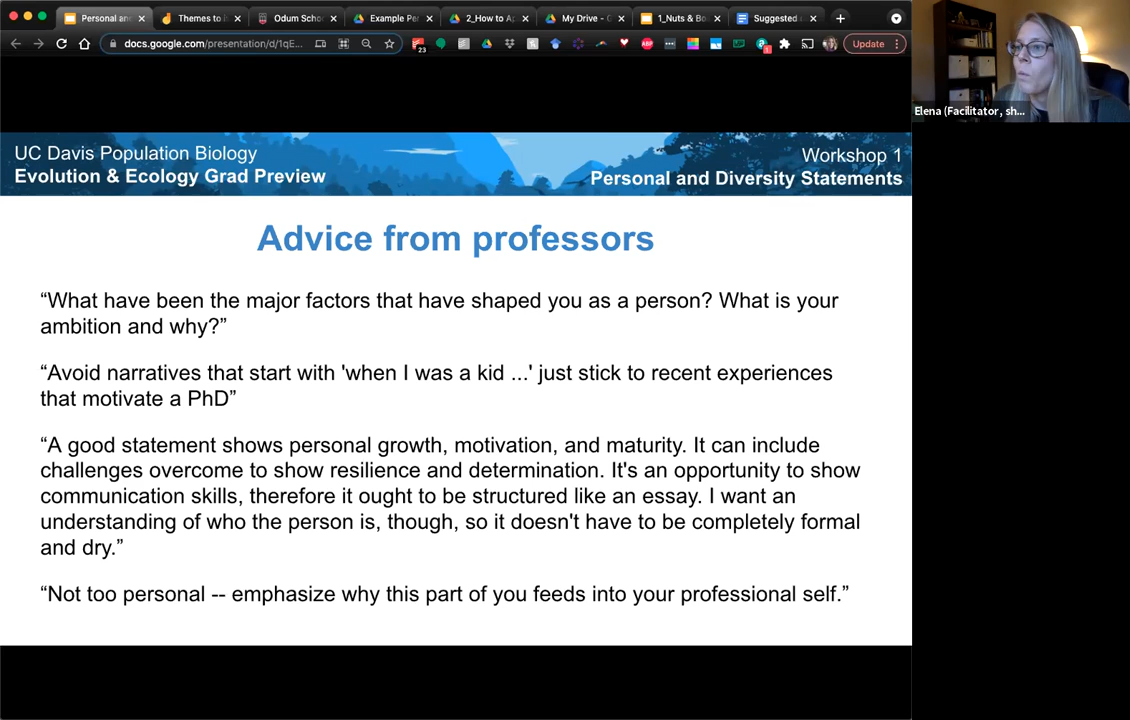 Personal an
Themes to i
Odum Scho
Example Per
2_How to Ap
My Drive - G
1_Nuts & Bo
Suggested
docs.google.com/presentation/d/1qE...
23
ABP
1
Update
Elena (Facilitator, sh...
UC Davis Population Biology
Evolution & Ecology Grad Preview
Workshop 1
Personal and Diversity Statements
Advice from professors
“What have been the major factors that have shaped you as a person? What is your
ambition and why?”
“Avoid narratives that start with 'when I was a kid ...' just stick to recent experiences
that motivate a PhD”
“A good statement shows personal growth, motivation, and maturity. It can include
challenges overcome to show resilience and determination. It's an opportunity to show
communication skills, therefore it ought to be structured like an essay. I want an
understanding of who the person is, though, so it doesn't have to be completely formal
and dry.”
“Not too personal -- emphasize why this part of you feeds into your professional self.”